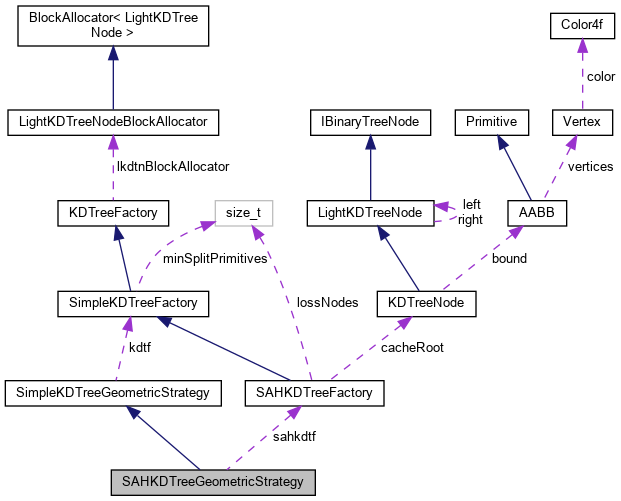 BlockAllocator< LightKDTree
Node >
Color4f
LightKDTreeNodeBlockAllocator
IBinaryTreeNode
Primitive
Vertex
color
lkdtnBlockAllocator
vertices
KDTreeFactory
size_t
LightKDTreeNode
left
right
AABB
minSplitPrimitives
bound
SimpleKDTreeFactory
lossNodes
KDTreeNode
kdtf
cacheRoot
SimpleKDTreeGeometricStrategy
SAHKDTreeFactory
sahkdtf
SAHKDTreeGeometricStrategy